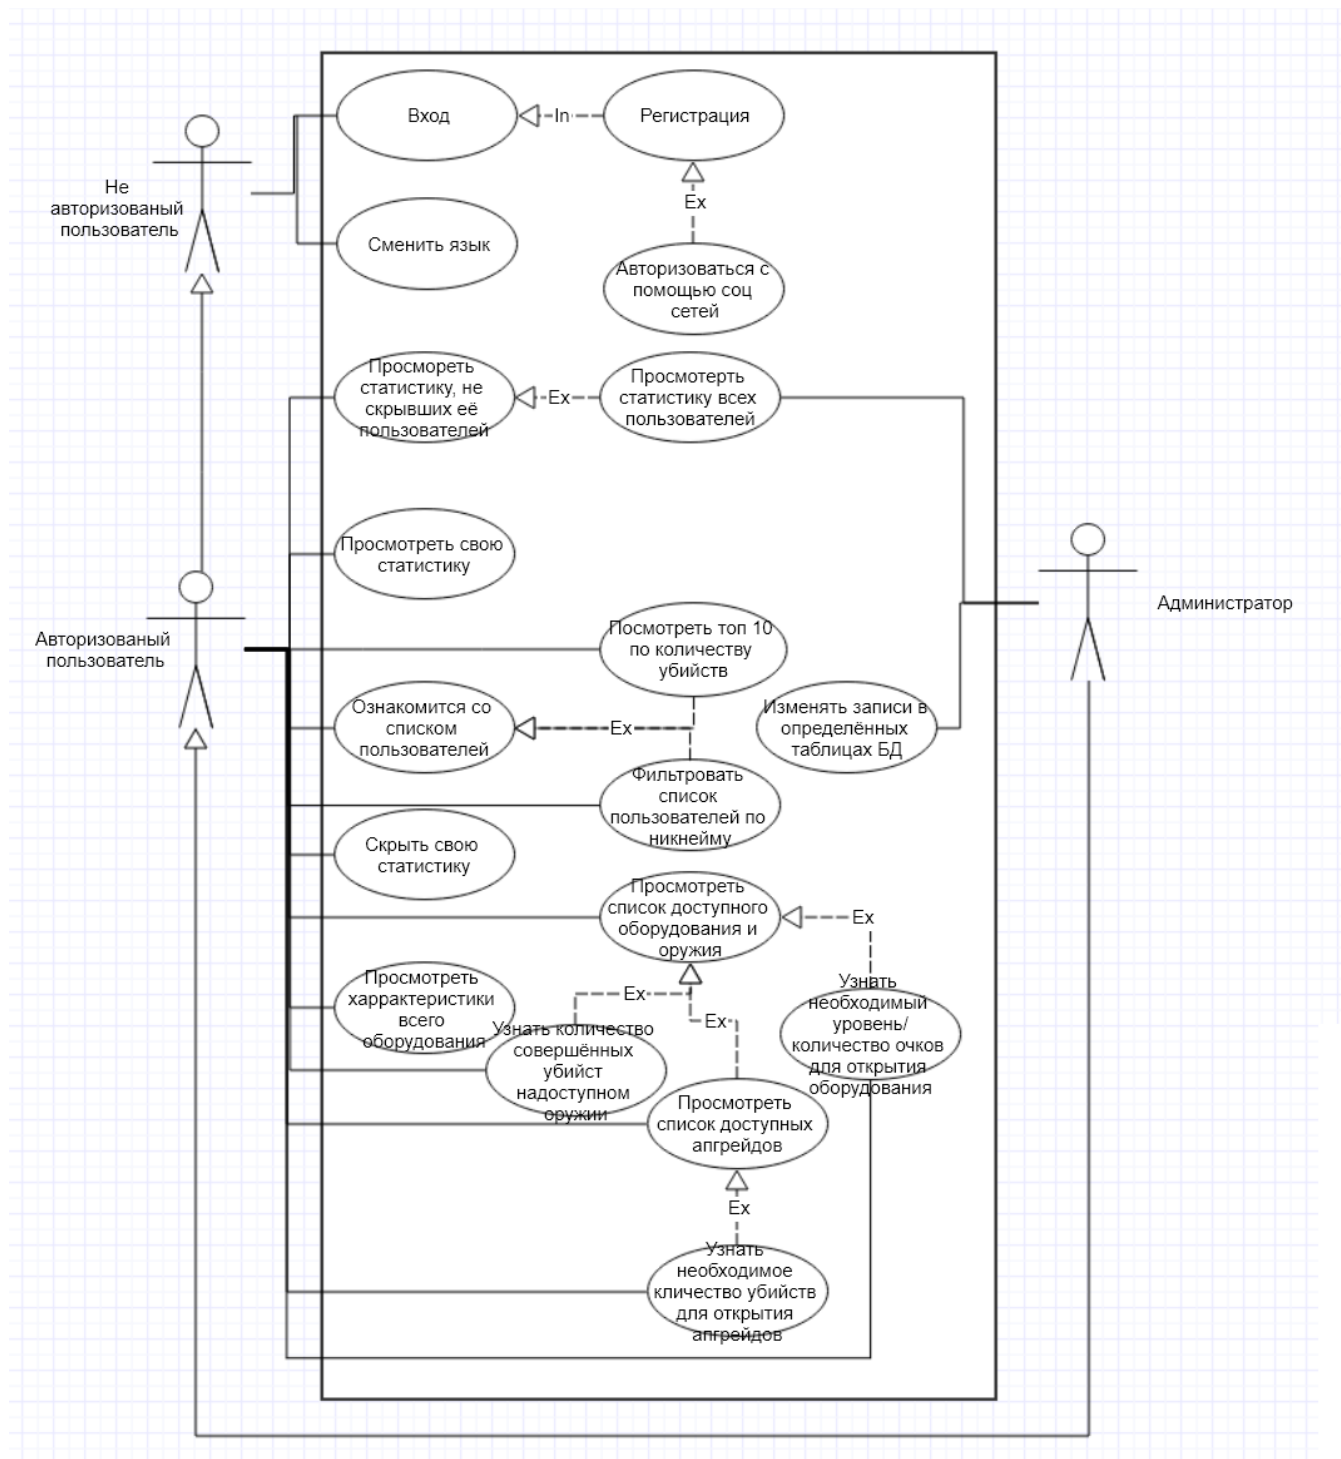 Вход
In
Регистрация
Не
авторизованый
пользователь
Ex
Сменить язык
Авторизоваться с
помощью соц
сетей
Просмореть
статистику, не
скрывших её
пользователей
Ex
Просмотерть
статистику всех
пользователей
Просмотреть свою
статистику
Администратор
Авторизованый
пользователь
Посмотреть топ 10
по количеству
убийств
Ознакомится со
списком
пользователей
Ex
Изменять записи в
определённых
таблицах БД
Фильтровать
список
пользователей по
никнейму
Скрыть свою
статистику
Просмотреть
список доступного
оборудования и
оружия
Ex
Просмотреть
харрактеристики
всего
оборудования
Ex
Ex
Узнать
необходимый
уровень/
количество очков
для открытия
оборудования
Узнать количество
совершённых
убийст
надоступном
оружии
Просмотреть
список доступных
апгрейдов
Ex
Узнать
необходимое
кличество убийств
для открытия
апгрейдов